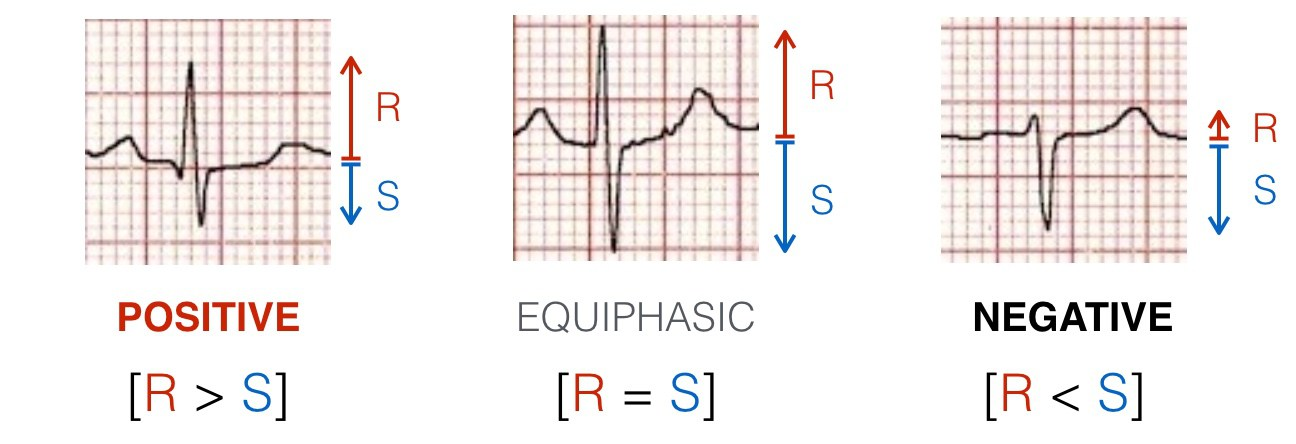 R
S
R
S
R
S
POSITIVE
EQUIPHASIC
NEGATIVE
[R > S]
[R = S]
[R < S]